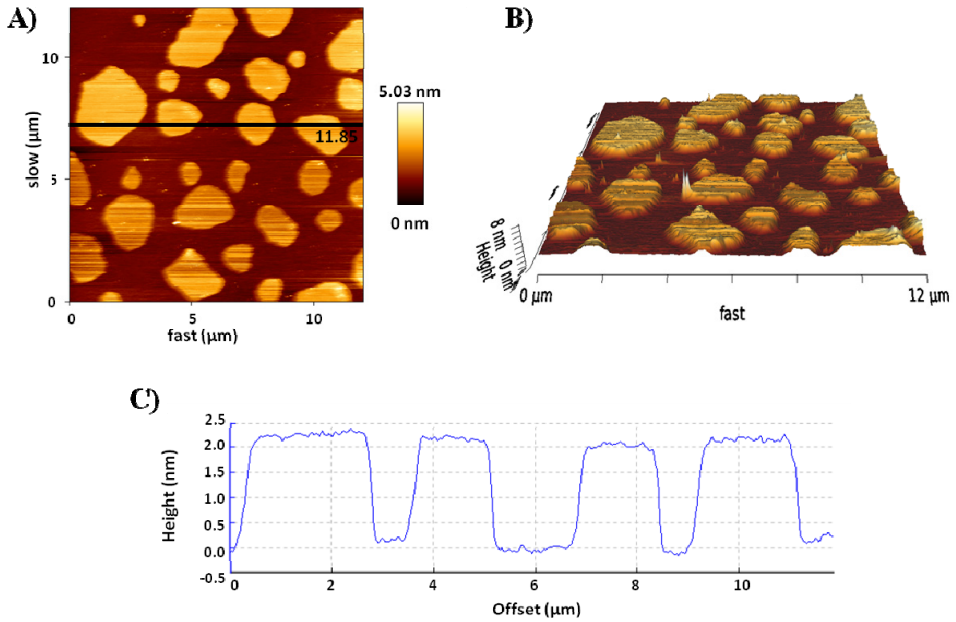 A)
10
5
0
slow (µm)
11.85
0
5
10
fast (µm)
5.03 nm
0 nm
B)
8 nm
0 nm
Height
0 µm
12 µm
fast
C)
2.5
2.0
1.5
1.0
0.5
0.0
-0.5
Height (nm)
0
2
4
6
8
10
Offset (µm)